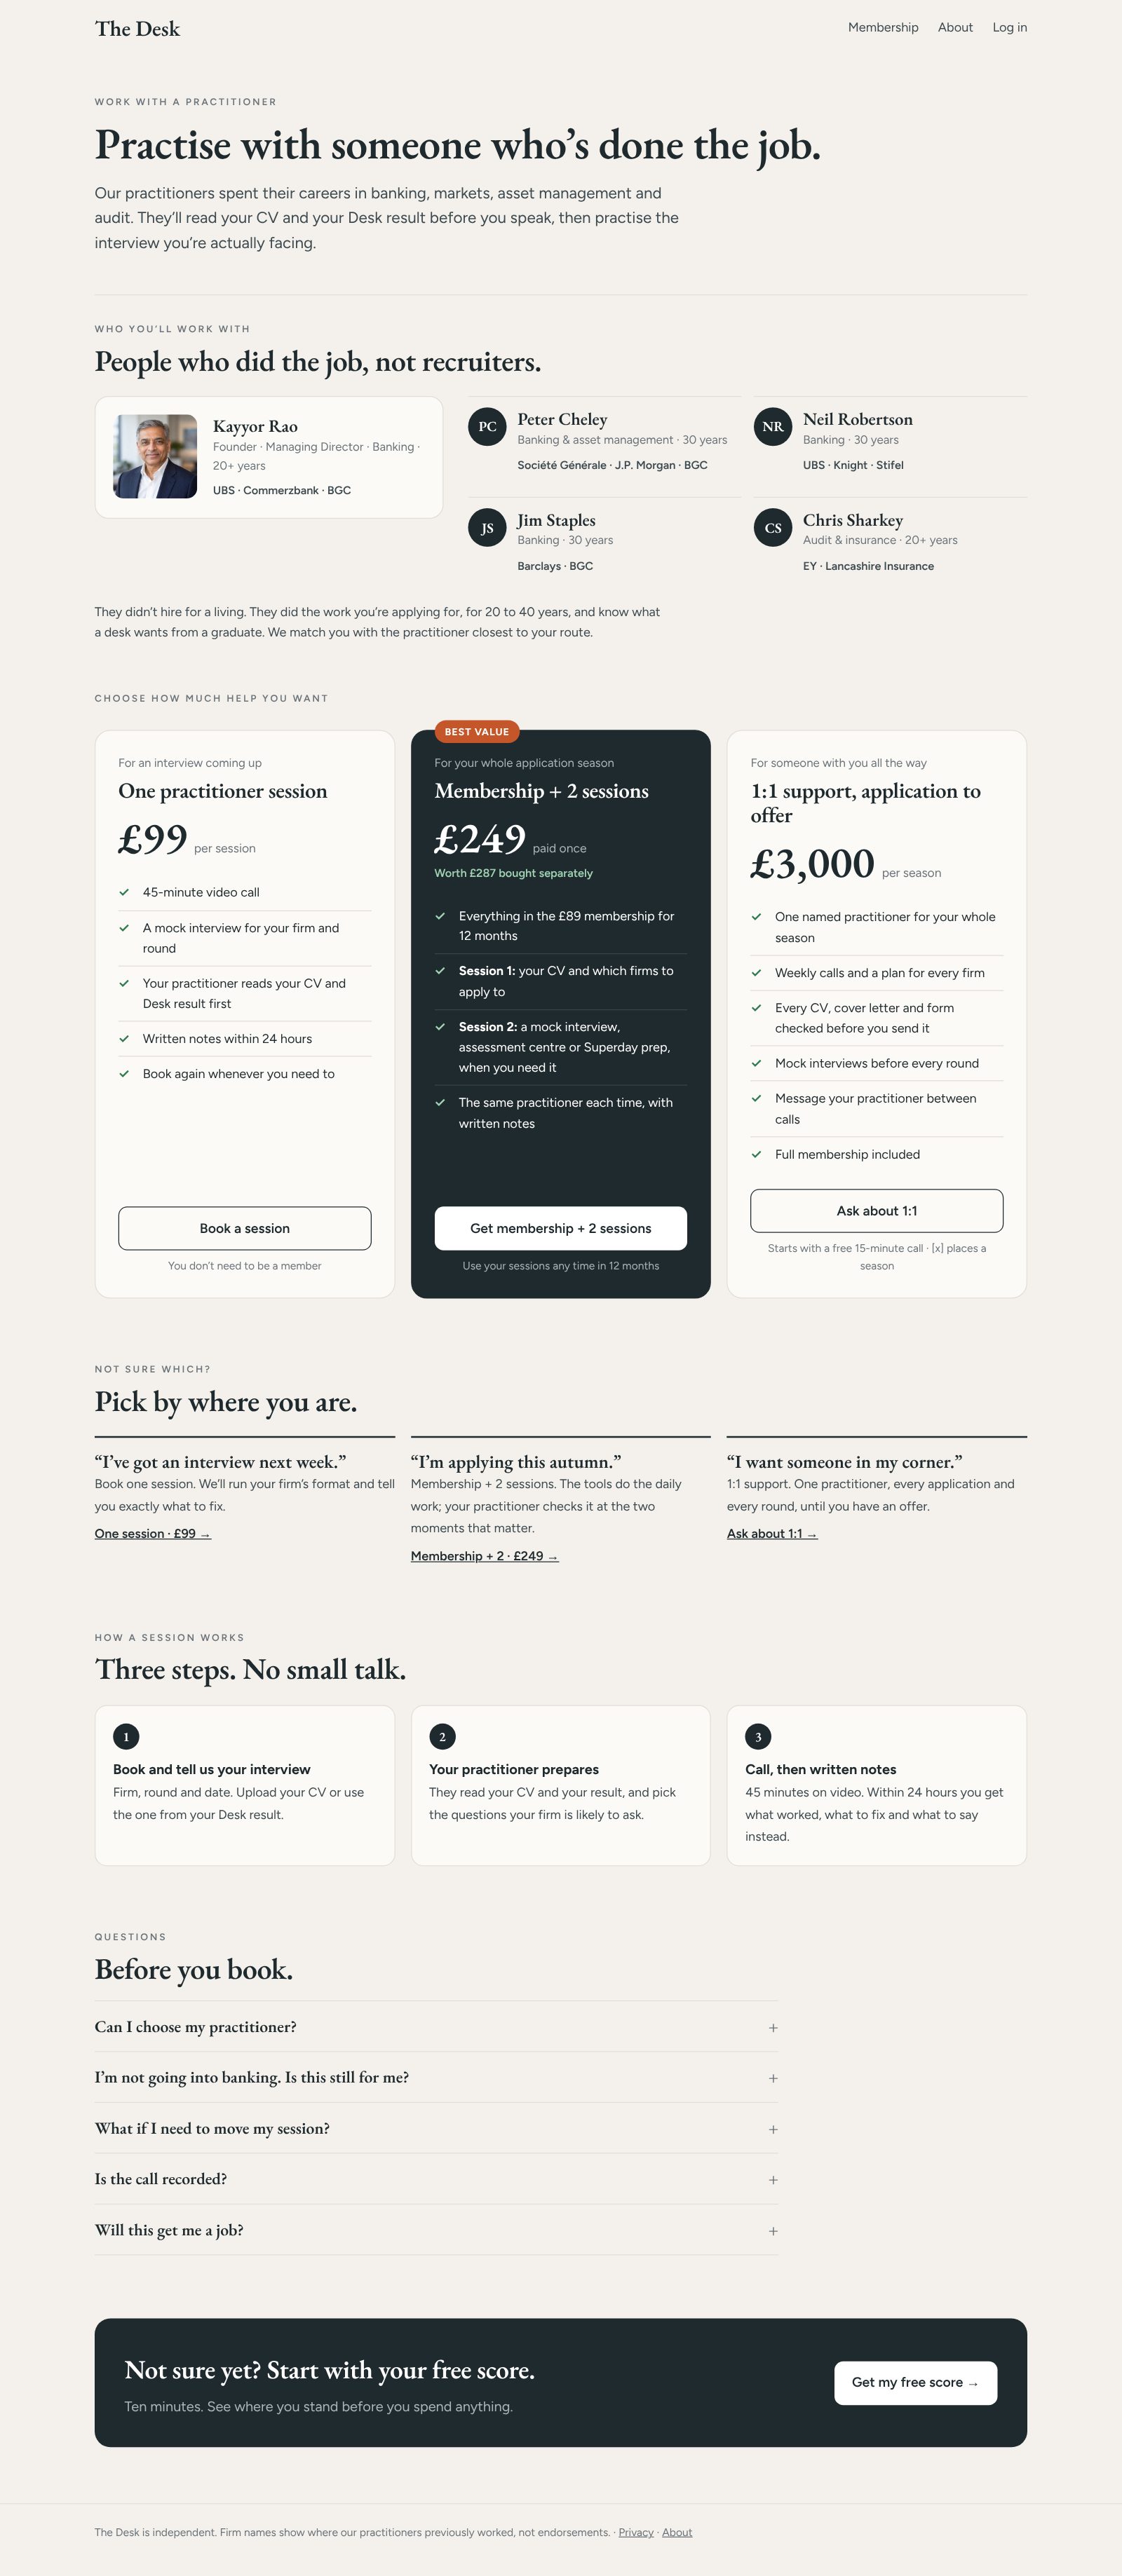 The Desk
Membership
About
Log in
WORK WITH A PRACTITIONER
Practise with someone who’s done the job.
Our practitioners spent their careers in banking, markets, asset management and
audit. They’ll read your CV and your Desk result before you speak, then practise the
interview you’re actually facing.
WHO YOU'LL WORK WITH
People who did the job, not recruiters.
Kayyor Rao
Founder · Managing Director · Banking ·
20+ years
UBS · Commerzbank · BGC
PC
Peter Cheley
Banking & asset management · 30 years
Société Générale · J.P. Morgan · BGC
NR
Neil Robertson
Banking · 30 years
UBS · Knight · Stifel
JS
Jim Staples
Banking · 30 years
Barclays · BGC
CS
Chris Sharkey
Audit & insurance · 20+ years
EY · Lancashire Insurance
They didn’t hire for a living. They did the work you’re applying for, for 20 to 40 years, and know what
a desk wants from a graduate. We match you with the practitioner closest to your route.
CHOOSE HOW MUCH HELP YOU WANT
For an interview coming up
One practitioner session
£99 per session
✓ 45-minute video call
✓ A mock interview for your firm and
round
✓ Your practitioner reads your CV and
Desk result first
✓ Written notes within 24 hours
✓ Book again whenever you need to
Book a session
You don’t need to be a member
BEST VALUE
For your whole application season
Membership + 2 sessions
£249 paid once
Worth £287 bought separately
✓ Everything in the £89 membership for
12 months
✓ Session 1: your CV and which firms to
apply to
✓ Session 2: a mock interview,
assessment centre or Superday prep,
when you need it
✓ The same practitioner each time, with
written notes
Get membership + 2 sessions
Use your sessions any time in 12 months
For someone with you all the way
1:1 support, application to
offer
£3,000 per season
✓ One named practitioner for your whole
season
✓ Weekly calls and a plan for every firm
✓ Every CV, cover letter and form
checked before you send it
✓ Mock interviews before every round
✓ Message your practitioner between
calls
✓ Full membership included
Ask about 1:1
Starts with a free 15-minute call · [x] places a
season
NOT SURE WHICH?
Pick by where you are.
“I’ve got an interview next week.”
Book one session. We’ll run your firm’s format and tell
you exactly what to fix.
One session · £99 →
“I’m applying this autumn.”
Membership + 2 sessions. The tools do the daily
work; your practitioner checks it at the two
moments that matter.
Membership + 2 · £249 →
“I want someone in my corner.”
1:1 support. One practitioner, every application and
every round, until you have an offer.
Ask about 1:1 →
HOW A SESSION WORKS
Three steps. No small talk.
1
Book and tell us your interview
Firm, round and date. Upload your CV or use
the one from your Desk result.
2
Your practitioner prepares
They read your CV and your result, and pick
the questions your firm is likely to ask.
3
Call, then written notes
45 minutes on video. Within 24 hours you get
what worked, what to fix and what to say
instead.
QUESTIONS
Before you book.
Can I choose my practitioner? +
I’m not going into banking. Is this still for me? +
What if I need to move my session? +
Is the call recorded? +
Will this get me a job? +
Not sure yet? Start with your free score.
Ten minutes. See where you stand before you spend anything.
Get my free score →
The Desk is independent. Firm names show where our practitioners previously worked, not endorsements. · Privacy · About